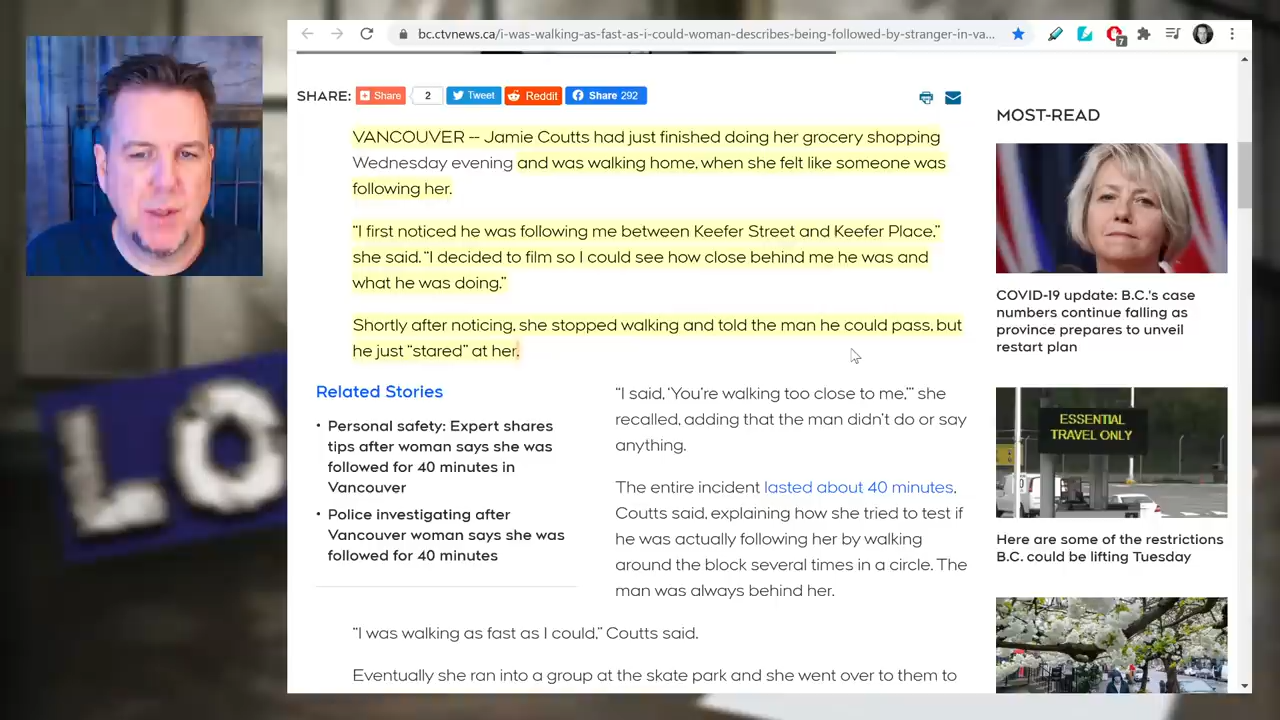 bc.ctvnews.ca/i-was-walking-as-fast-as-i-could-woman-describes-being-followed-by-stranger-in-va...
7
SHARE:
Share
2
Tweet
Reddit
Share 292
VANCOUVER -- Jamie Coutts had just finished doing her grocery shopping
Wednesday evening and was walking home, when she felt like someone was
following her.
“I first noticed he was following me between Keefer Street and Keefer Place,”
she said. “I decided to film so I could see how close behind me he was and
what he was doing.”
Shortly after noticing, she stopped walking and told the man he could pass, but
he just “stared” at her.
Related Stories
• Personal safety: Expert shares
tips after woman says she was
followed for 40 minutes in
Vancouver
• Police investigating after
Vancouver woman says she was
followed for 40 minutes
“I said, ‘You’re walking too close to me,’” she
recalled, adding that the man didn’t do or say
anything.
The entire incident lasted about 40 minutes,
Coutts said, explaining how she tried to test if
he was actually following her by walking
around the block several times in a circle. The
man was always behind her.
“I was walking as fast as I could,” Coutts said.
Eventually she ran into a group at the skate park and she went over to them to
MOST-READ
COVID-19 update: B.C.'s case
numbers continue falling as
province prepares to unveil
restart plan
ESSENTIAL
TRAVEL ONLY
Here are some of the restrictions
B.C. could be lifting Tuesday
LO